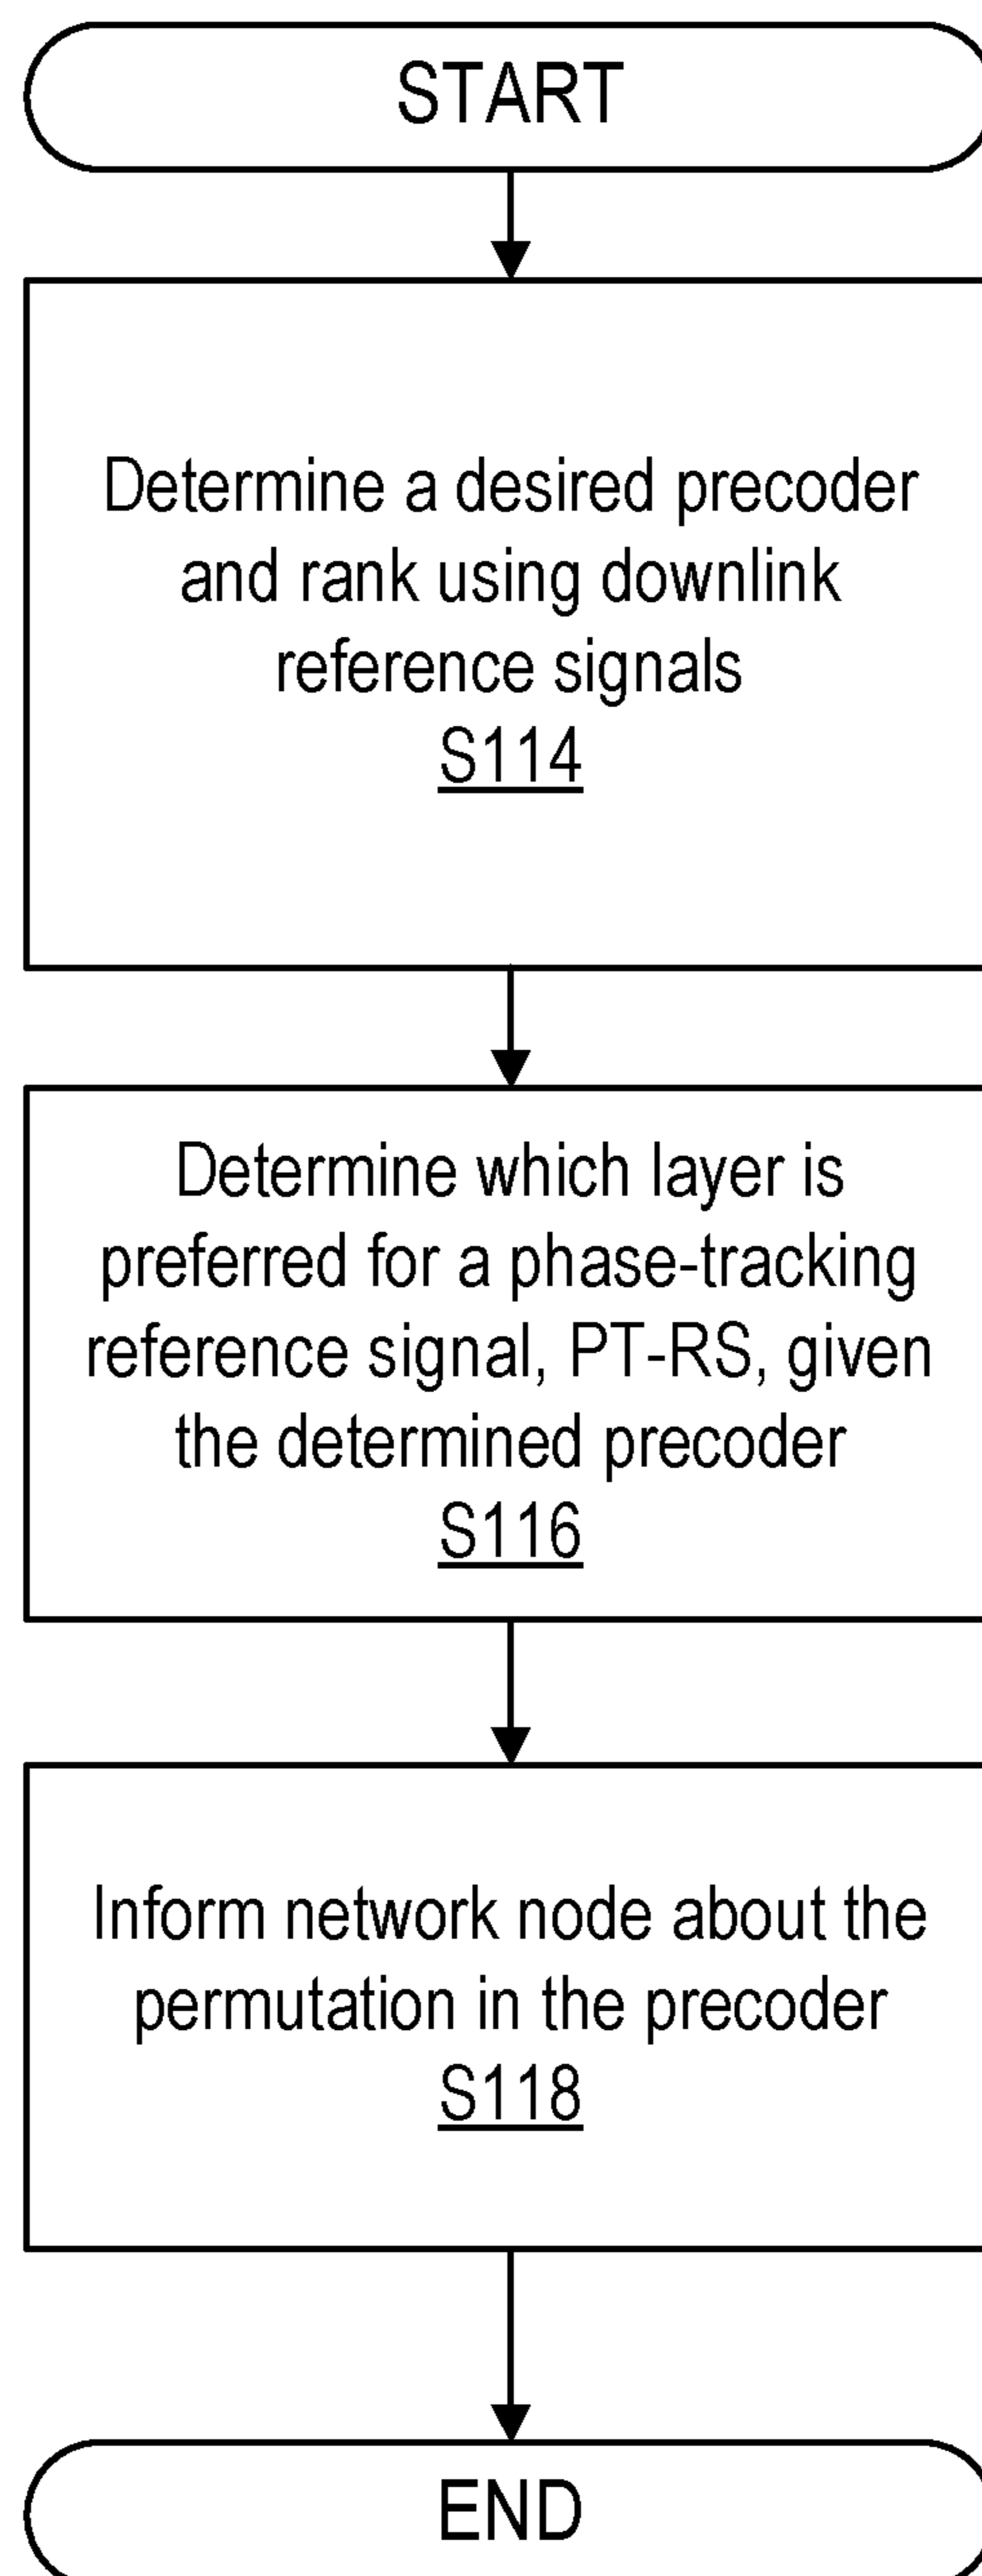 START
Determine a desired precoder
and rank using downlink
reference signals
S114
Determine which layer is
preferred for a phase-tracking
reference signal, PT-RS, given
the determined precoder
S116
Inform network node about the
permutation in the precoder
S118
END